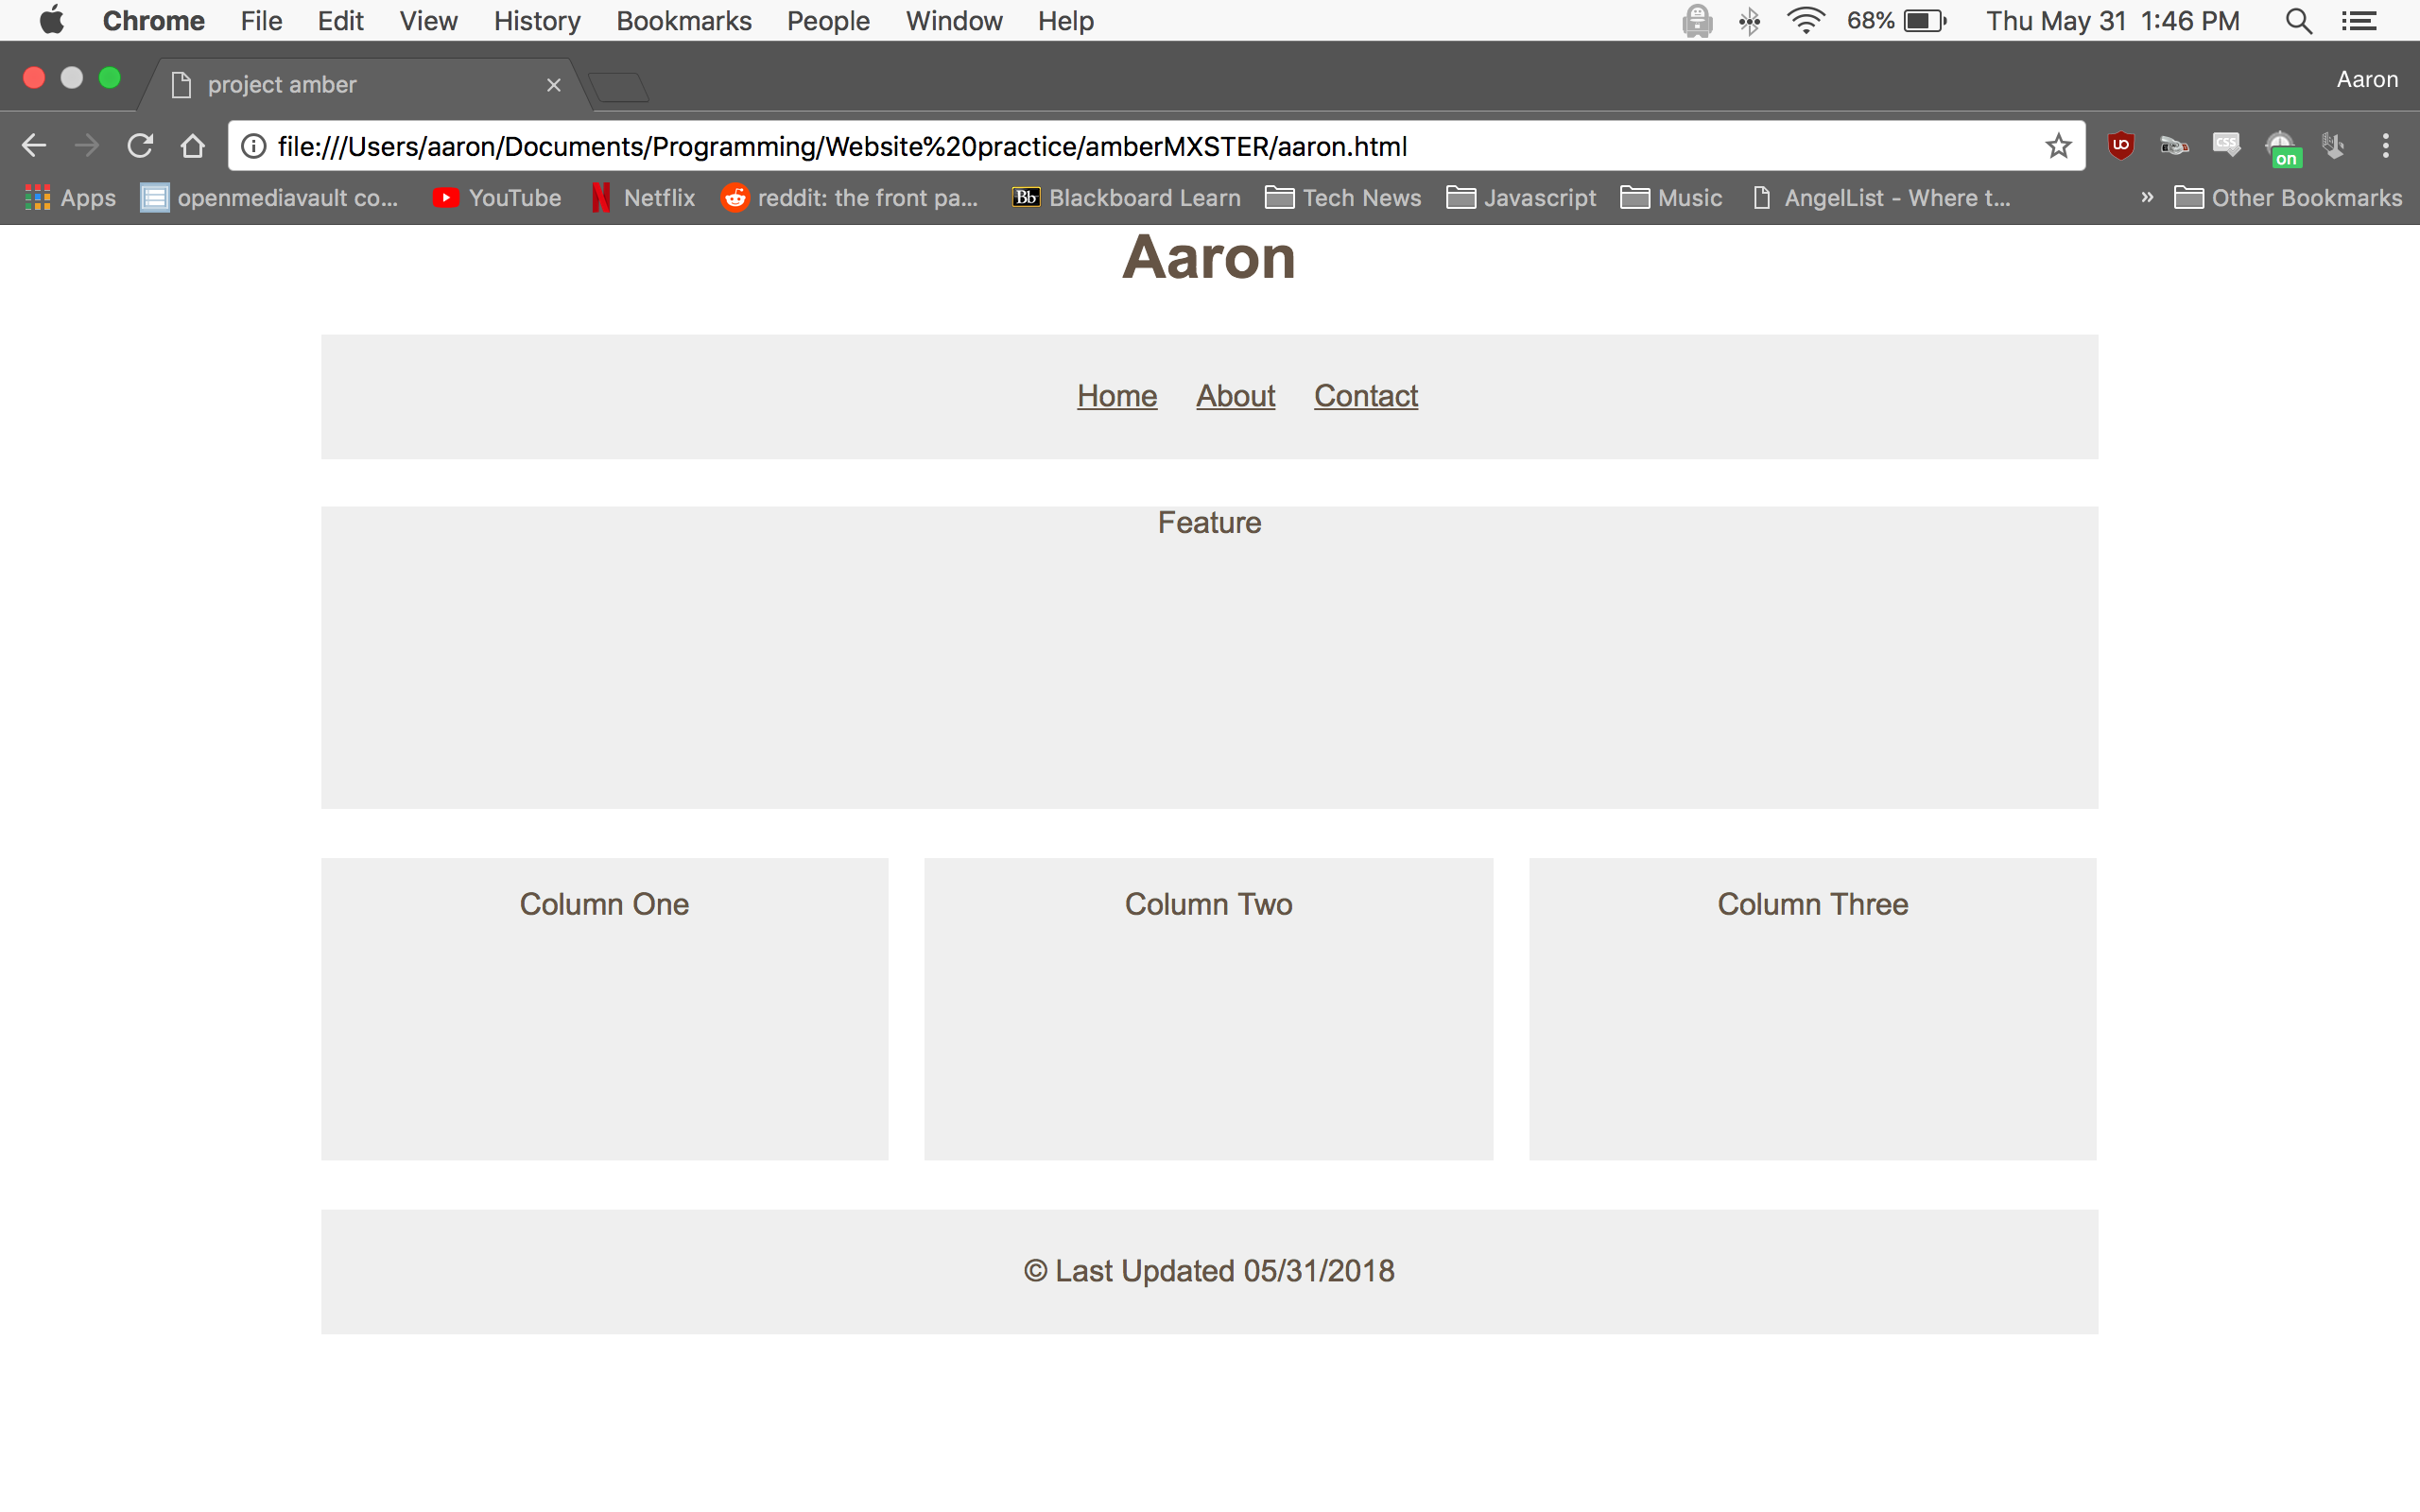 Chrome File Edit View History Bookmarks People Window Help 68% Thu May 31 1:46 PM
project amber Aaron
file:///Users/aaron/Documents/Programming/Website%20practice/amberMXSTER/aaron.html CSS on
Apps openmediavault co... YouTube Netflix reddit: the front pa... Bb Blackboard Learn Tech News Javascript Music AngelList - Where t... » Other Bookmarks
Aaron
Home About Contact
Feature
Column One Column Two Column Three
© Last Updated 05/31/2018